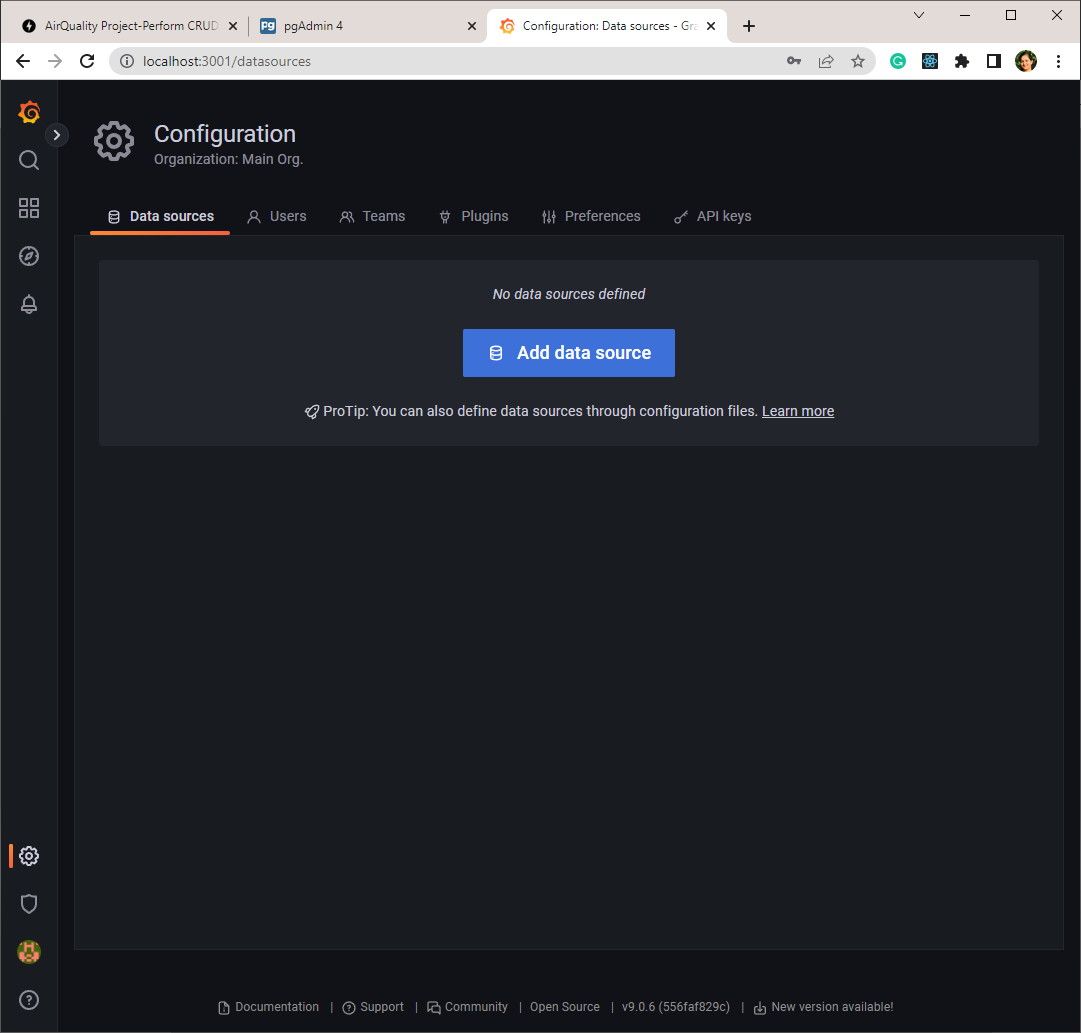 AirQuality Project-Perform CRUD
pgAdmin 4
Configuration: Data sources - Gra
localhost:3001/datasources
Configuration
Organization: Main Org.
Data sources
Users
Teams
Plugins
Preferences
API keys
No data sources defined
Add data source
ProTip: You can also define data sources through configuration files. Learn more
Documentation | Support | Community | Open Source | v9.0.6 (556faf829c) | New version available!